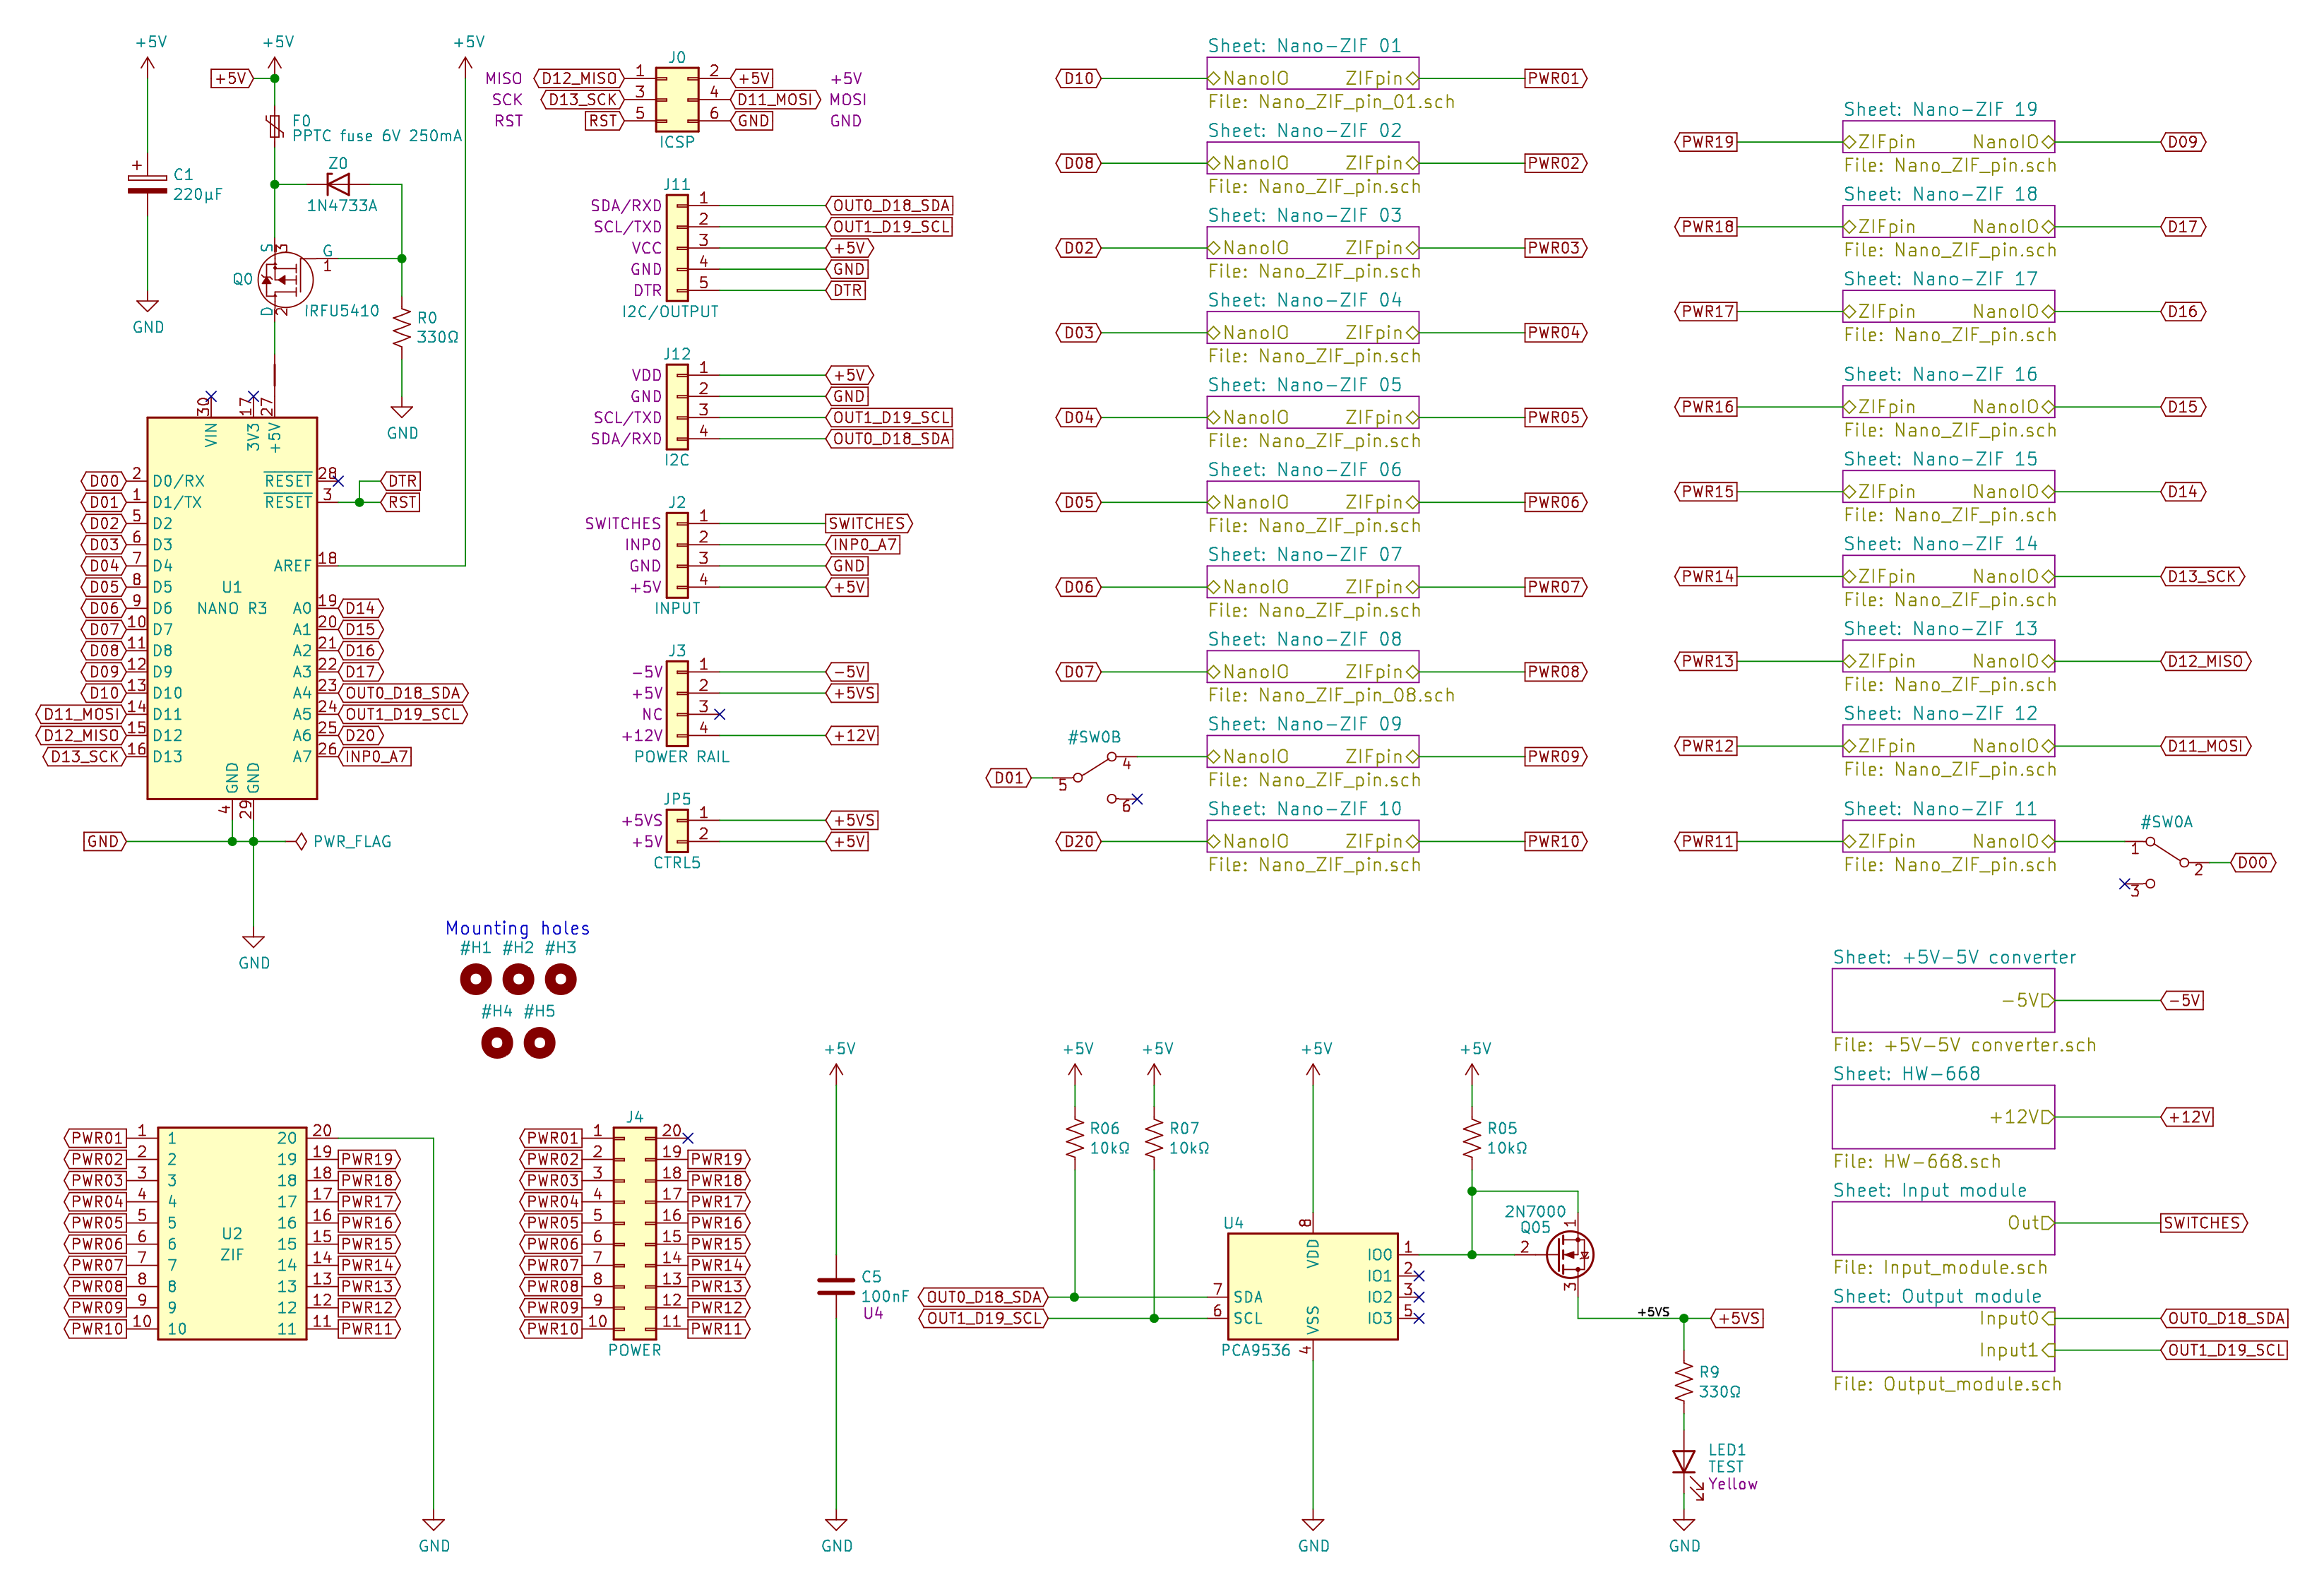 +5V
+5V
+5V
+5V
C1
220µF
GND
F0
PPTC fuse 6V 250mA
Z0
1N4733A
S
3
G
1
Q0
D
2
IRFU5410
R0
330Ω
GND
30
17
27
VIN
3V3
+5V
D00 2 D0/RX
D01 1 D1/TX
D02 5 D2
D03 6 D3
D04 7 D4
D05 8 D5
D06 9 D6
D07 10 D7
D08 11 D8
D09 12 D9
D10 13 D10
D11_MOSI 14 D11
D12_MISO 15 D12
D13_SCK 16 D13
U1
NANO R3
RESET 28
DTR
RESET 3 RST
AREF 18
A0 19 D14
A1 20 D15
A2 21 D16
A3 22 D17
A4 23 OUT0_D18_SDA
A5 24 OUT1_D19_SCL
A6 25 D20
A7 26 INP0_A7
GND
GND
4
29
GND
PWR_FLAG
GND
J0
MISO D12_MISO 1 2 +5V +5V
SCK D13_SCK 3 4 D11_MOSI MOSI
RST RST 5 6 GND GND
ICSP
J11
SDA/RXD 1 OUT0_D18_SDA
SCL/TXD 2 OUT1_D19_SCL
VCC 3 +5V
GND 4 GND
DTR 5 DTR
I2C/OUTPUT
J12
VDD 1 +5V
GND 2 GND
SCL/TXD 3 OUT1_D19_SCL
SDA/RXD 4 OUT0_D18_SDA
I2C
J2
SWITCHES 1 SWITCHES
INP0 2 INP0_A7
GND 3 GND
+5V 4 +5V
INPUT
J3
-5V 1 -5V
+5V 2 +5VS
NC 3
+12V 4 +12V
POWER RAIL
JP5
+5VS 1 +5VS
+5V 2 +5V
CTRL5
Sheet: Nano-ZIF 01
D10 NanoIO ZIFpin PWR01
File: Nano_ZIF_pin_01.sch
Sheet: Nano-ZIF 02
D08 NanoIO ZIFpin PWR02
File: Nano_ZIF_pin.sch
Sheet: Nano-ZIF 03
D02 NanoIO ZIFpin PWR03
File: Nano_ZIF_pin.sch
Sheet: Nano-ZIF 04
D03 NanoIO ZIFpin PWR04
File: Nano_ZIF_pin.sch
Sheet: Nano-ZIF 05
D04 NanoIO ZIFpin PWR05
File: Nano_ZIF_pin.sch
Sheet: Nano-ZIF 06
D05 NanoIO ZIFpin PWR06
File: Nano_ZIF_pin.sch
Sheet: Nano-ZIF 07
D06 NanoIO ZIFpin PWR07
File: Nano_ZIF_pin.sch
Sheet: Nano-ZIF 08
D07 NanoIO ZIFpin PWR08
File: Nano_ZIF_pin_08.sch
Sheet: Nano-ZIF 09
#SW0B
D01 5 4 NanoIO ZIFpin PWR09
6
File: Nano_ZIF_pin.sch
Sheet: Nano-ZIF 10
D20 NanoIO ZIFpin PWR10
File: Nano_ZIF_pin.sch
Sheet: Nano-ZIF 19
PWR19 ZIFpin NanoIO D09
File: Nano_ZIF_pin.sch
Sheet: Nano-ZIF 18
PWR18 ZIFpin NanoIO D17
File: Nano_ZIF_pin.sch
Sheet: Nano-ZIF 17
PWR17 ZIFpin NanoIO D16
File: Nano_ZIF_pin.sch
Sheet: Nano-ZIF 16
PWR16 ZIFpin NanoIO D15
File: Nano_ZIF_pin.sch
Sheet: Nano-ZIF 15
PWR15 ZIFpin NanoIO D14
File: Nano_ZIF_pin.sch
Sheet: Nano-ZIF 14
PWR14 ZIFpin NanoIO D13_SCK
File: Nano_ZIF_pin.sch
Sheet: Nano-ZIF 13
PWR13 ZIFpin NanoIO D12_MISO
File: Nano_ZIF_pin.sch
Sheet: Nano-ZIF 12
PWR12 ZIFpin NanoIO D11_MOSI
File: Nano_ZIF_pin.sch
Sheet: Nano-ZIF 11
#SW0A
PWR11 ZIFpin NanoIO 1 2 D00
3
File: Nano_ZIF_pin.sch
Mounting holes
#H1 #H2 #H3
#H4 #H5
PWR01 1 1 20 20
PWR02 2 2 19 19 PWR19
PWR03 3 3 18 18 PWR18
PWR04 4 4 17 17 PWR17
PWR05 5 5 16 16 PWR16
PWR06 6 6 15 15 PWR15
PWR07 7 7 14 14 PWR14
PWR08 8 8 13 13 PWR13
PWR09 9 9 12 12 PWR12
PWR10 10 10 11 11 PWR11
U2
ZIF
GND
J4
PWR01 1 20
PWR02 2 19 PWR19
PWR03 3 18 PWR18
PWR04 4 17 PWR17
PWR05 5 16 PWR16
PWR06 6 15 PWR15
PWR07 7 14 PWR14
PWR08 8 13 PWR13
PWR09 9 12 PWR12
PWR10 10 11 PWR11
POWER
+5V
C5
100nF
U4
GND
+5V
R06
10kΩ
+5V
R07
10kΩ
+5V
+5V
R05
10kΩ
OUT0_D18_SDA 7 SDA
OUT1_D19_SCL 6 SCL
U4
8
VDD
VSS
4
IO0 1
IO1 2
IO2 3
IO3 5
PCA9536
GND
2N7000
Q05
1
2
3
+5VS
+5VS
R9
330Ω
LED1
TEST
Yellow
GND
Sheet: +5V-5V converter
-5V -5V
File: +5V-5V converter.sch
Sheet: HW-668
+12V +12V
File: HW-668.sch
Sheet: Input module
Out SWITCHES
File: Input_module.sch
Sheet: Output module
Input0 OUT0_D18_SDA
Input1 OUT1_D19_SCL
File: Output_module.sch